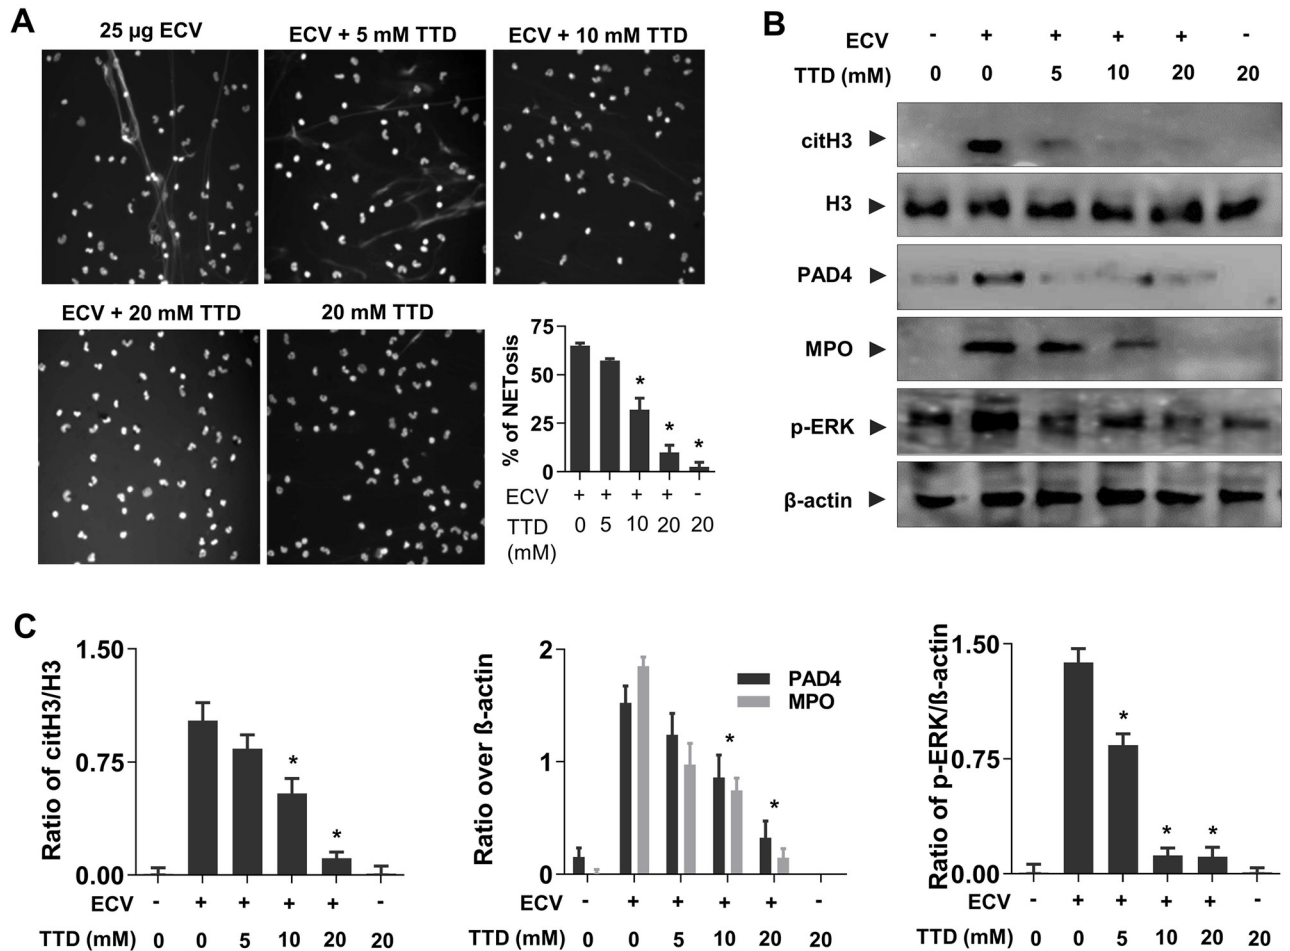 A
25 µg ECV
ECV + 5 mM TTD
ECV + 10 mM TTD
ECV + 20 mM TTD
20 mM TTD
% of NETosis
75
50
25
0
* * *
ECV + + + + -
TTD 0 5 10 20 20
(mM)
B
ECV - + + + + -
TTD (mM) 0 0 5 10 20 20
citH3
H3
PAD4
MPO
p-ERK
ß-actin
C
Ratio of citH3/H3
1.50
0.75
0.00
* *
ECV - + + + + -
TTD (mM) 0 0 5 10 20 20
Ratio over ß-actin
2
1
0
PAD4
MPO
* *
ECV - + + + + -
TTD (mM) 0 0 5 10 20 20
Ratio of p-ERK/ß-actin
1.50
0.75
0.00
* * *
ECV - + + + + -
TTD (mM) 0 0 5 10 20 20